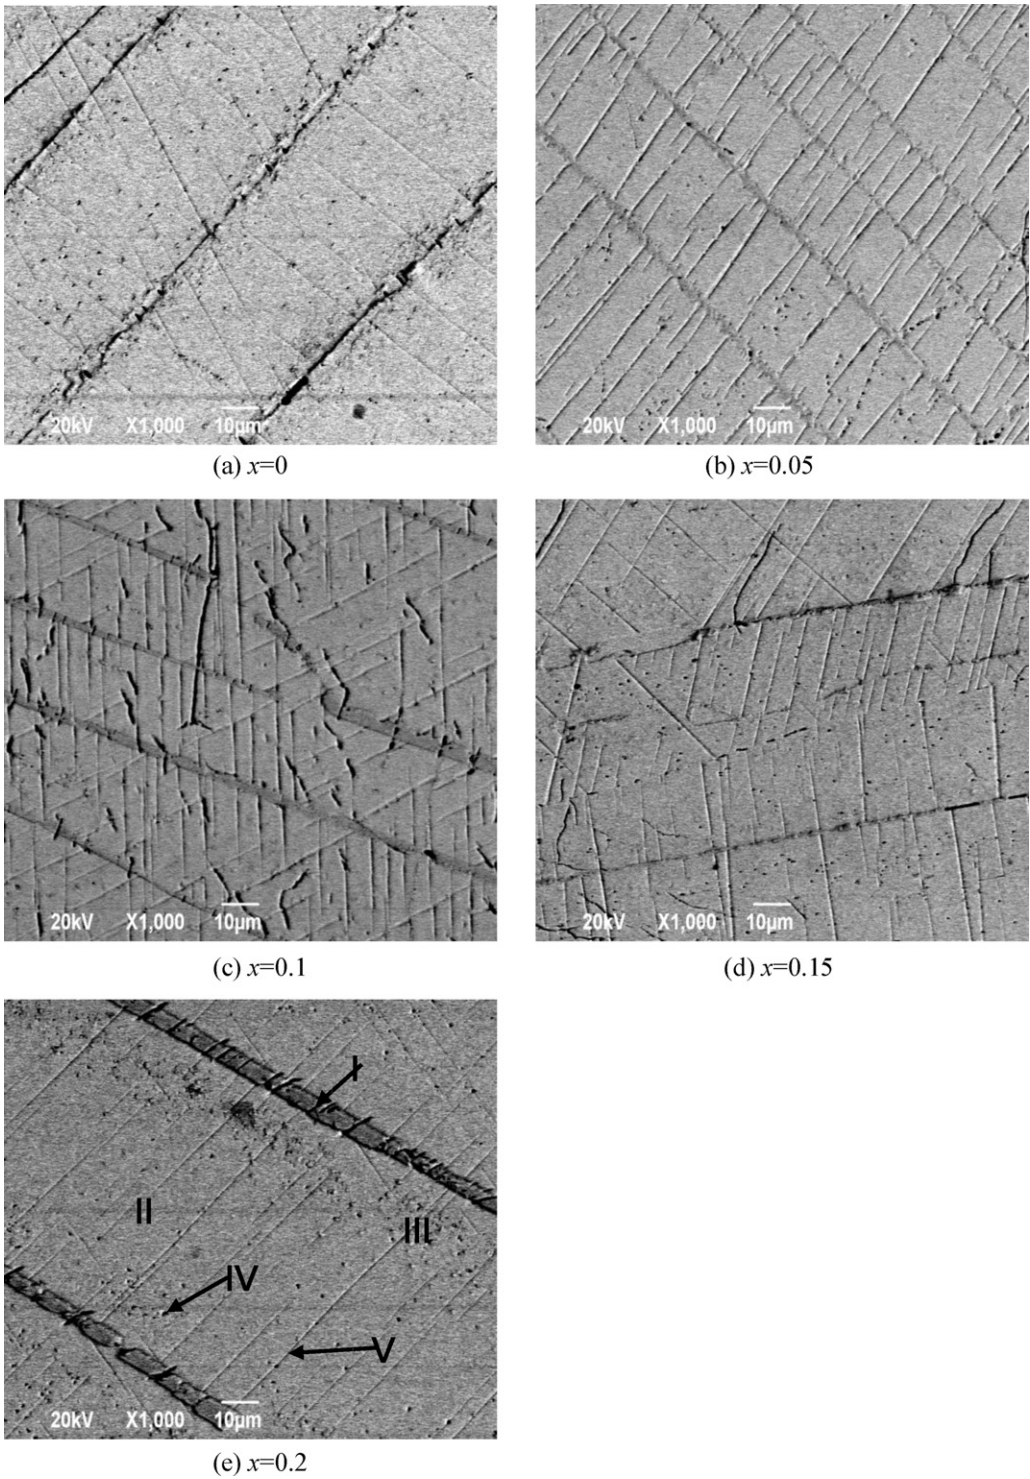 20kV X1,000 10μm
(a) x=0
20kV X1,000 10μm
(b) x=0.05
20kV X1,000 10μm
(c) x=0.1
20kV X1,000 10μm
(d) x=0.15
I
II
III
IV
V
20kV X1,000 10μm
(e) x=0.2